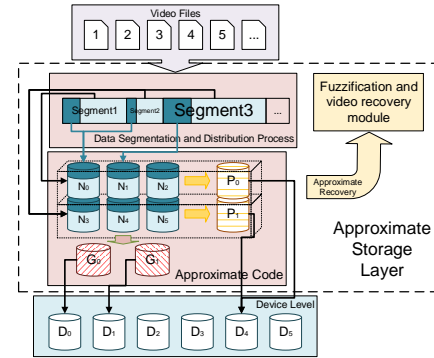 Video Files
1 2 3 4 5 ...
Segment1 Segment2 Segment3 ...
Data Segmentation and Distribution Process
Fuzzification and
video recovery
module
Approximate
Recovery
N0 N1 N2 P0
N3 N4 N5 P1
G0 G1
Approximate Code
Approximate
Storage
Layer
Device Level
D0 D1 D2 D3 D4 D5